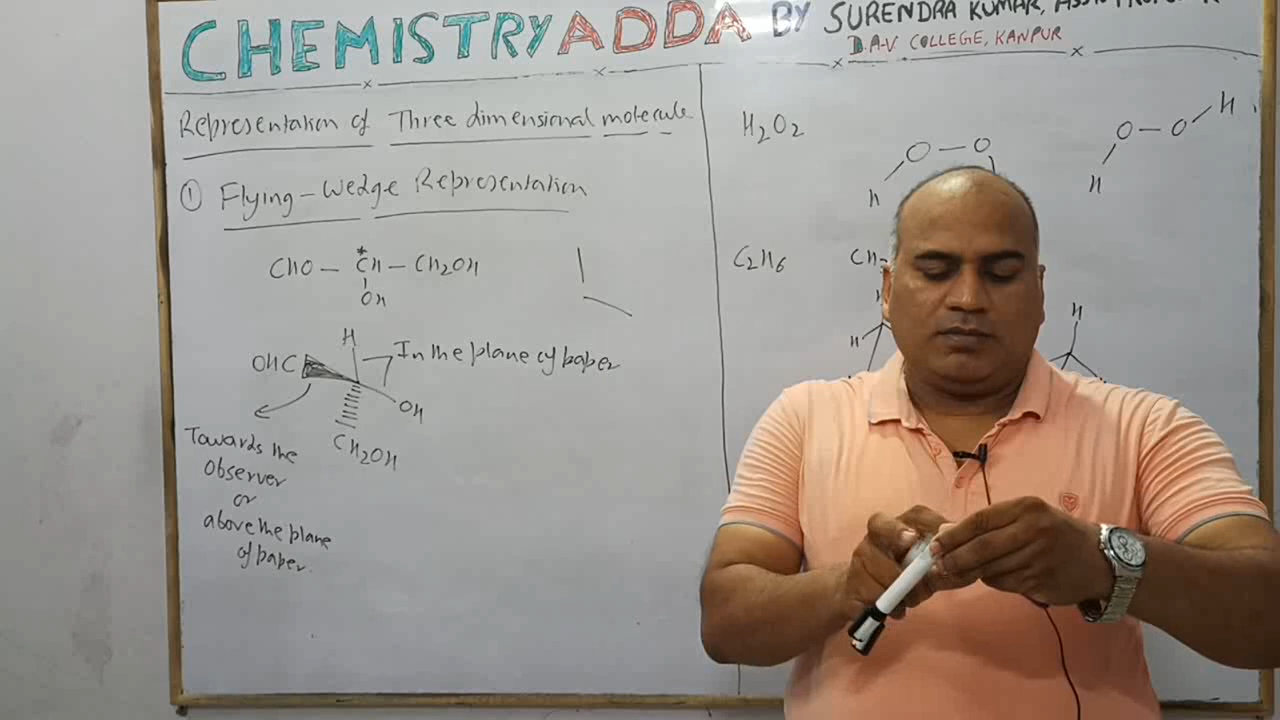 CHEMISTRY ADDA BY SURENDRA KUMAR,
D.A-V COLLEGE, KANPUR
Representation of Three dimensional molecule
① Flying-Wedge Representation
CHO – *CH – CH2OH
OH
H
OHC
In the plane of paper
OH
CH2OH
Towards the
observer
or
above the plane
of paper.
H2O2
O – O
H
O – O
H
H
C2H6
CH
H
H
H